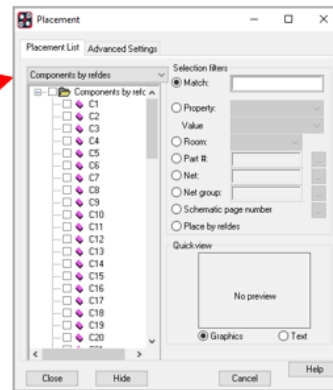 Placement
Placement List
Advanced Settings
Components by refdes
Components by refc
C1
C2
C3
C4
C5
C6
C7
C8
C9
C10
C11
C12
C13
C14
C15
C16
C17
C18
C19
C20
Selection filters
Match:
Property:
Value
Room:
Part #:
Net:
Net group:
Schematic page number
Place by refdes
Quickview
No preview
Graphics
Text
Close
Hide
Cancel
Help